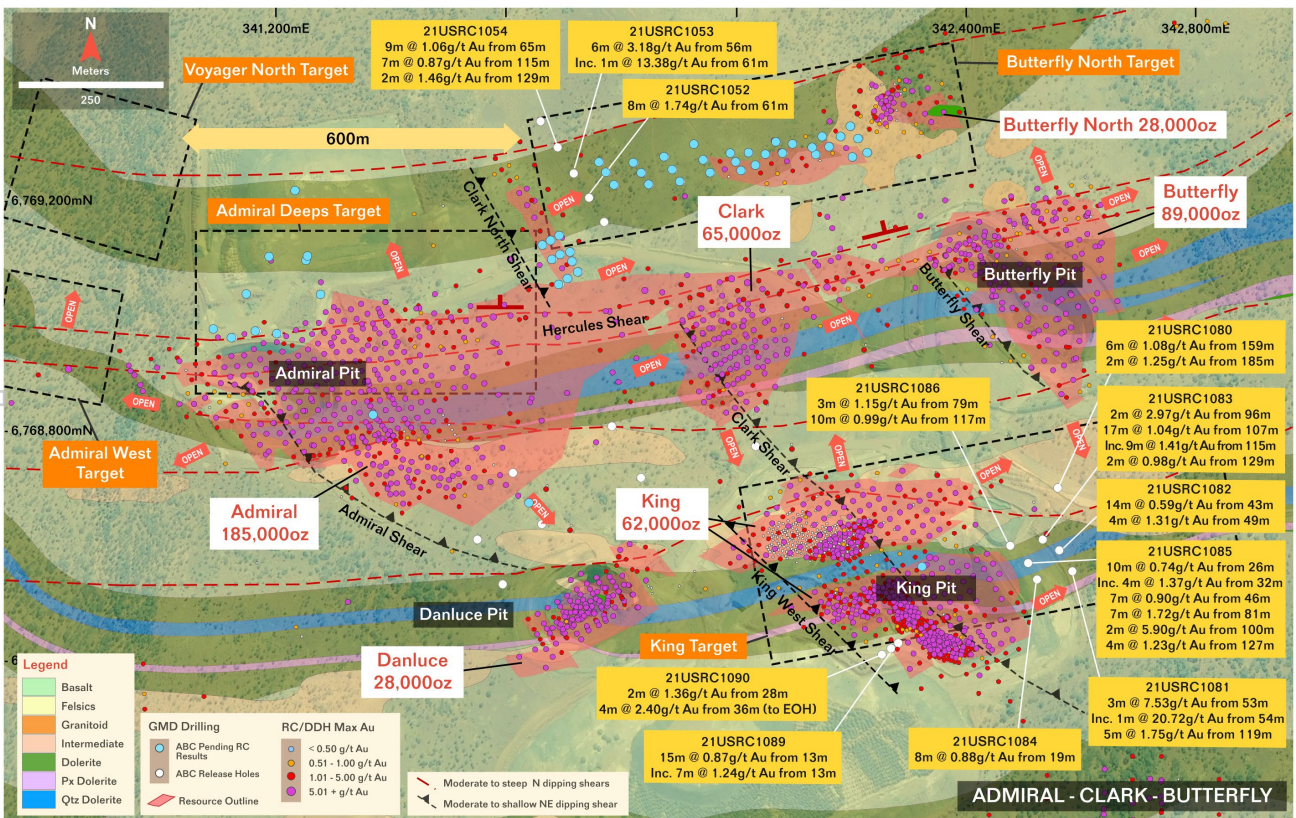 341,200mE
342,400mE
342,800mE
N
Meters
250
Voyager North Target
21USRC1054
9m @ 1.06g/t Au from 65m
7m @ 0.87g/t Au from 115m
2m @ 1.46g/t Au from 129m
21USRC1053
6m @ 3.18g/t Au from 56m
Inc. 1m @ 13.38g/t Au from 61m
21USRC1052
8m @ 1.74g/t Au from 61m
Butterfly North Target
Butterfly North 28,000oz
600m
6,769,200mN
Admiral Deeps Target
Clark North Shear
OPEN
OPEN
OPEN
OPEN
OPEN
OPEN
Clark
65,000oz
Butterfly
89,000oz
Butterfly Pit
Butterfly Shear
OPEN
OPEN
OPEN
Hercules Shear
Admiral Pit
OPEN
OPEN
6,768,800mN
Admiral West
Target
OPEN
OPEN
OPEN
OPEN
OPEN
Clark Shear
21USRC1086
3m @ 1.15g/t Au from 79m
10m @ 0.99g/t Au from 117m
21USRC1080
6m @ 1.08g/t Au from 159m
2m @ 1.25g/t Au from 185m
21USRC1083
2m @ 2.97g/t Au from 96m
17m @ 1.04g/t Au from 107m
Inc. 9m @ 1.41g/t Au from 115m
2m @ 0.98g/t Au from 129m
21USRC1082
14m @ 0.59g/t Au from 43m
4m @ 1.31g/t Au from 49m
21USRC1085
10m @ 0.74g/t Au from 26m
Inc. 4m @ 1.37g/t Au from 32m
7m @ 0.90g/t Au from 46m
7m @ 1.72g/t Au from 81m
2m @ 5.90g/t Au from 100m
4m @ 1.23g/t Au from 127m
Admiral
185,000oz
Admiral Shear
King
62,000oz
King Pit
King West Shear
OPEN
Danluce Pit
King Target
Danluce
28,000oz
21USRC1090
2m @ 1.36g/t Au from 28m
4m @ 2.40g/t Au from 36m (to EOH)
21USRC1089
15m @ 0.87g/t Au from 13m
Inc. 7m @ 1.24g/t Au from 13m
21USRC1084
8m @ 0.88g/t Au from 19m
21USRC1081
3m @ 7.53g/t Au from 53m
Inc. 1m @ 20.72g/t Au from 54m
5m @ 1.75g/t Au from 119m
Legend
Basalt
Felsics
Granitoid
Intermediate
Dolerite
Px Dolerite
Qtz Dolerite
GMD Drilling
ABC Pending RC
Results
ABC Release Holes
Resource Outline
RC/DDH Max Au
< 0.50 g/t Au
0.51 - 1.00 g/t Au
1.01 - 5.00 g/t Au
5.01 + g/t Au
Moderate to steep N dipping shears
Moderate to shallow NE dipping shear
ADMIRAL - CLARK - BUTTERFLY